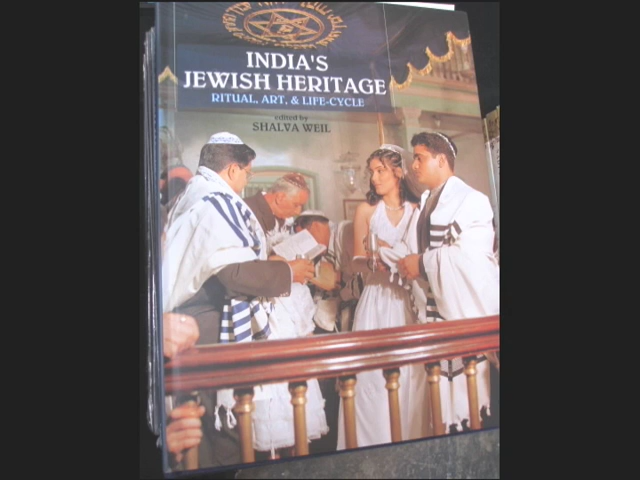 INDIA'S
JEWISH HERITAGE
RITUAL, ART, & LIFE-CYCLE
edited by
SHALVA WEIL